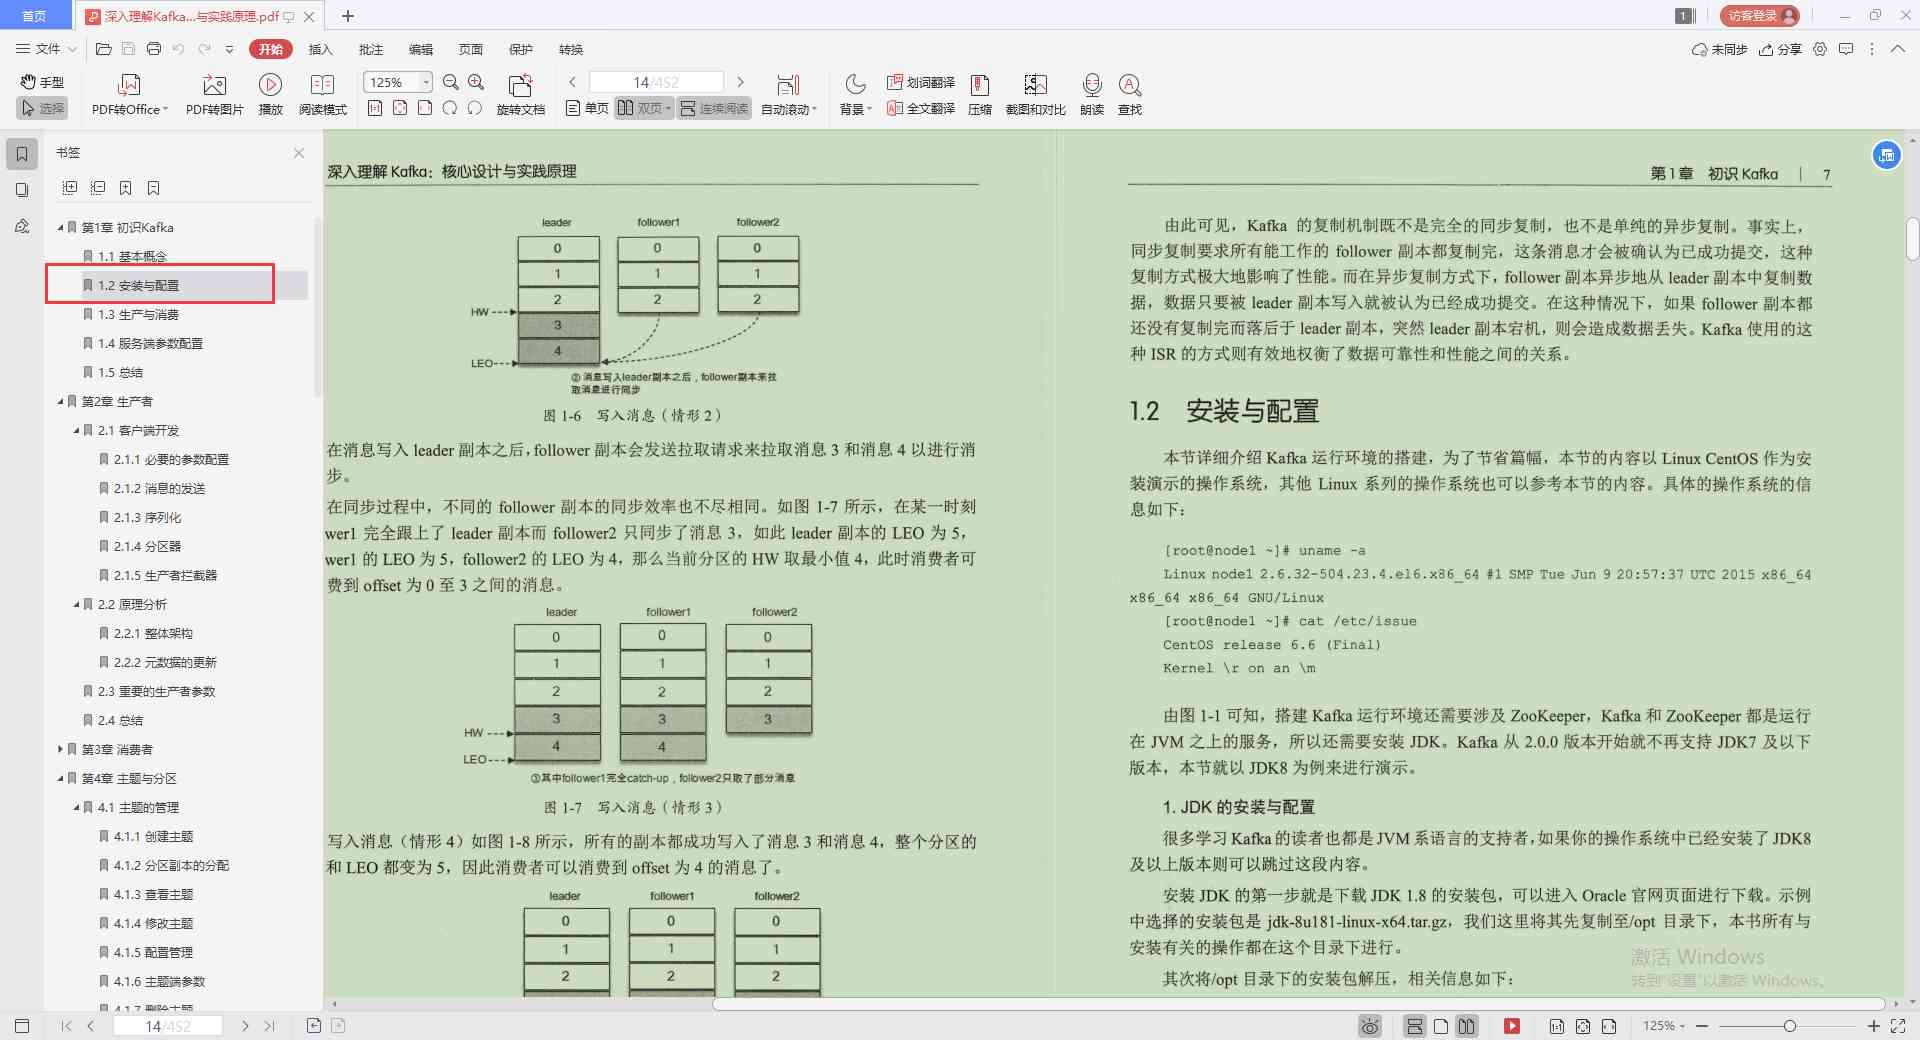 首页
深入理解Kafka...与实践原理.pdf
1
访客登录
文件
开始
插入
批注
编辑
页面
保护
转换
未同步
分享
手型
选择
PDF转Office
PDF转图片
播放
阅读模式
125%
旋转文档
14/452
单页
双页
连续阅读
自动滚动
背景
划词翻译
全文翻译
压缩
截图和对比
朗读
查找
书签
第1章 初识Kafka
1.1 基本概念
1.2 安装与配置
1.3 生产与消费
1.4 服务端参数配置
1.5 总结
第2章 生产者
2.1 客户端开发
2.1.1 必要的参数配置
2.1.2 消息的发送
2.1.3 序列化
2.1.4 分区器
2.1.5 生产者拦截器
2.2 原理分析
2.2.1 整体架构
2.2.2 元数据的更新
2.3 重要的生产者参数
2.4 总结
第3章 消费者
第4章 主题与分区
4.1 主题的管理
4.1.1 创建主题
4.1.2 分区副本的分配
4.1.3 查看主题
4.1.4 修改主题
4.1.5 配置管理
4.1.6 主题端参数
4.1.7 删除主题
深入理解 Kafka：核心设计与实践原理
leader follower1 follower2
0 0 0
1 1 1
2 2 2
HW
3
4
LEO
② 消息写入leader副本之后，follower副本来拉
取消息进行同步
图 1-6 写入消息（情形 2）
在消息写入 leader 副本之后，follower 副本会发送拉取请求来拉取消息 3 和消息 4 以进行消
步。
在同步过程中，不同的 follower 副本的同步效率也不尽相同。如图 1-7 所示，在某一时刻
wer1 完全跟上了 leader 副本而 follower2 只同步了消息 3，如此 leader 副本的 LEO 为 5，
wer1 的 LEO 为 5，follower2 的 LEO 为 4，那么当前分区的 HW 取最小值 4，此时消费者可
费到 offset 为 0 至 3 之间的消息。
leader follower1 follower2
0 0 0
1 1 1
2 2 2
3 3 3
HW
4 4
LEO
③其中follower1完全catch-up，follower2只取了部分消息
图 1-7 写入消息（情形 3）
写入消息（情形 4）如图 1-8 所示，所有的副本都成功写入了消息 3 和消息 4，整个分区的
和 LEO 都变为 5，因此消费者可以消费到 offset 为 4 的消息了。
leader follower1 follower2
0 0 0
1 1 1
2 2 2
第 1 章 初识 Kafka | 7
由此可见，Kafka 的复制机制既不是完全的同步复制，也不是单纯的异步复制。事实上，
同步复制要求所有能工作的 follower 副本都复制完，这条消息才会被确认为已成功提交，这种
复制方式极大地影响了性能。而在异步复制方式下，follower 副本异步地从 leader 副本中复制数
据，数据只要被 leader 副本写入就被认为已经成功提交。在这种情况下，如果 follower 副本都
还没有复制完而落后于 leader 副本，突然 leader 副本宕机，则会造成数据丢失。Kafka 使用的这
种 ISR 的方式则有效地权衡了数据可靠性和性能之间的关系。
1.2 安装与配置
本节详细介绍 Kafka 运行环境的搭建，为了节省篇幅，本节的内容以 Linux CentOS 作为安
装演示的操作系统，其他 Linux 系列的操作系统也可以参考本节的内容。具体的操作系统的信
息如下：
[root@node1 ~]# uname -a
Linux node1 2.6.32-504.23.4.el6.x86_64 #1 SMP Tue Jun 9 20:57:37 UTC 2015 x86_64
x86_64 x86_64 GNU/Linux
[root@node1 ~]# cat /etc/issue
CentOS release 6.6 (Final)
Kernel \r on an \m
由图 1-1 可知，搭建 Kafka 运行环境还需要涉及 ZooKeeper，Kafka 和 ZooKeeper 都是运行
在 JVM 之上的服务，所以还需要安装 JDK。Kafka 从 2.0.0 版本开始就不再支持 JDK7 及以下
版本，本节就以 JDK8 为例来进行演示。
1. JDK 的安装与配置
很多学习 Kafka 的读者也都是 JVM 系语言的支持者，如果你的操作系统中已经安装了 JDK8
及以上版本则可以跳过这段内容。
安装 JDK 的第一步就是下载 JDK 1.8 的安装包，可以进入 Oracle 官网页面进行下载。示例
中选择的安装包是 jdk-8u181-linux-x64.tar.gz，我们这里将其先复制至/opt 目录下，本书所有与
安装有关的操作都在这个目录下进行。
其次将/opt 目录下的安装包解压，相关信息如下：
激活 Windows
转到"设置"以激活 Windows。
14/452
125%